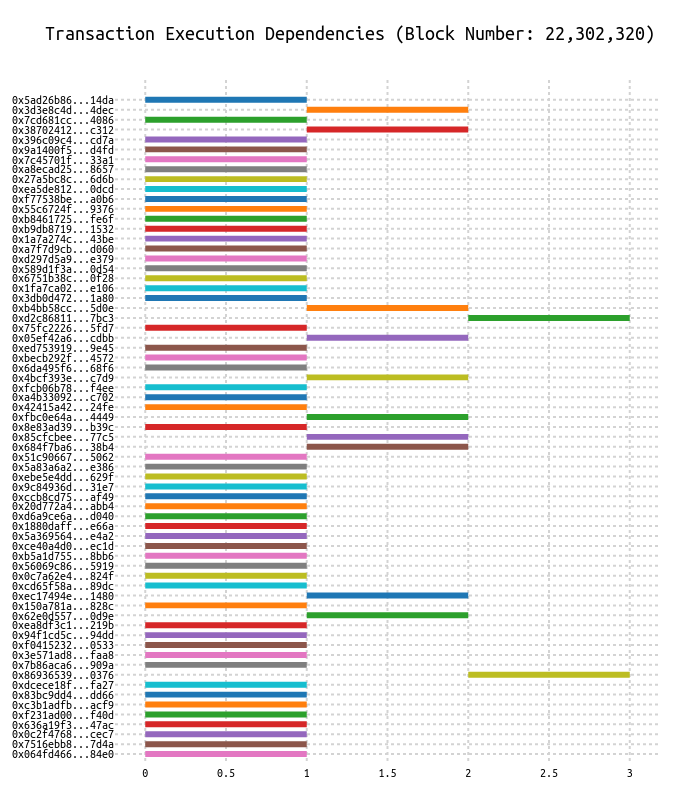 Transaction Execution Dependencies (Block Number: 22,302,320)
0x5ad26b86...14da
0x3d3e8c4d...4dec
0x7cd681cc...4086
0x38702412...c312
0x396c09c4...cd7a
0x9a1400f5...d4fd
0x7c45701f...33a1
0xa8ecad25...8657
0x27a5bc8c...6d6b
0xea5de812...0dcd
0xf77538be...a0b6
0x55c6724f...9376
0xb8461725...fe6f
0xb9db8719...1532
0x1a7a274c...43be
0xa7f7d9cb...d060
0xd297d5a9...e379
0x589d1f3a...0d54
0x6751b38c...0f28
0x1fa7ca02...e106
0x3db0d472...1a80
0xb4bb58cc...5d0e
0xd2c86811...7bc3
0x75fc2226...5fd7
0x05ef42a6...cdbb
0xed753919...9e45
0xbecb292f...4572
0x6da495f6...68f6
0x4bcf393e...c7d9
0xfcb06b78...f4ee
0xa4b33092...c702
0x42415a42...24fe
0xfbc0e64a...4449
0x8e83ad39...b39c
0x85cfcbee...77c5
0x684f7ba6...38b4
0x51c90667...5062
0x5a83a6a2...e386
0xebe5e4dd...629f
0x9c84936d...31e7
0xccb8cd75...af49
0x20d772a4...abb4
0xd6a9ce6a...d040
0x1880daff...e66a
0x5a369564...e4a2
0xce40a4d0...ec1d
0xb5a1d755...8bb6
0x56069c86...5919
0x0c7a62e4...824f
0xcd65f58a...89dc
0xec17494e...1480
0x150a781a...828c
0x62e0d557...0d9e
0xea8df3c1...219b
0x94f1cd5c...94dd
0xf0415232...0533
0x3e571ad8...faa8
0x7b86aca6...909a
0x86936539...0376
0xdcece18f...fa27
0x83bc9dd4...dd66
0xc3b1adfb...acf9
0xf231ad00...f40d
0x636a19f3...47ac
0x0c2f4768...cec7
0x7516ebb8...7d4a
0x064fd466...84e0
0 0.5 1 1.5 2 2.5 3